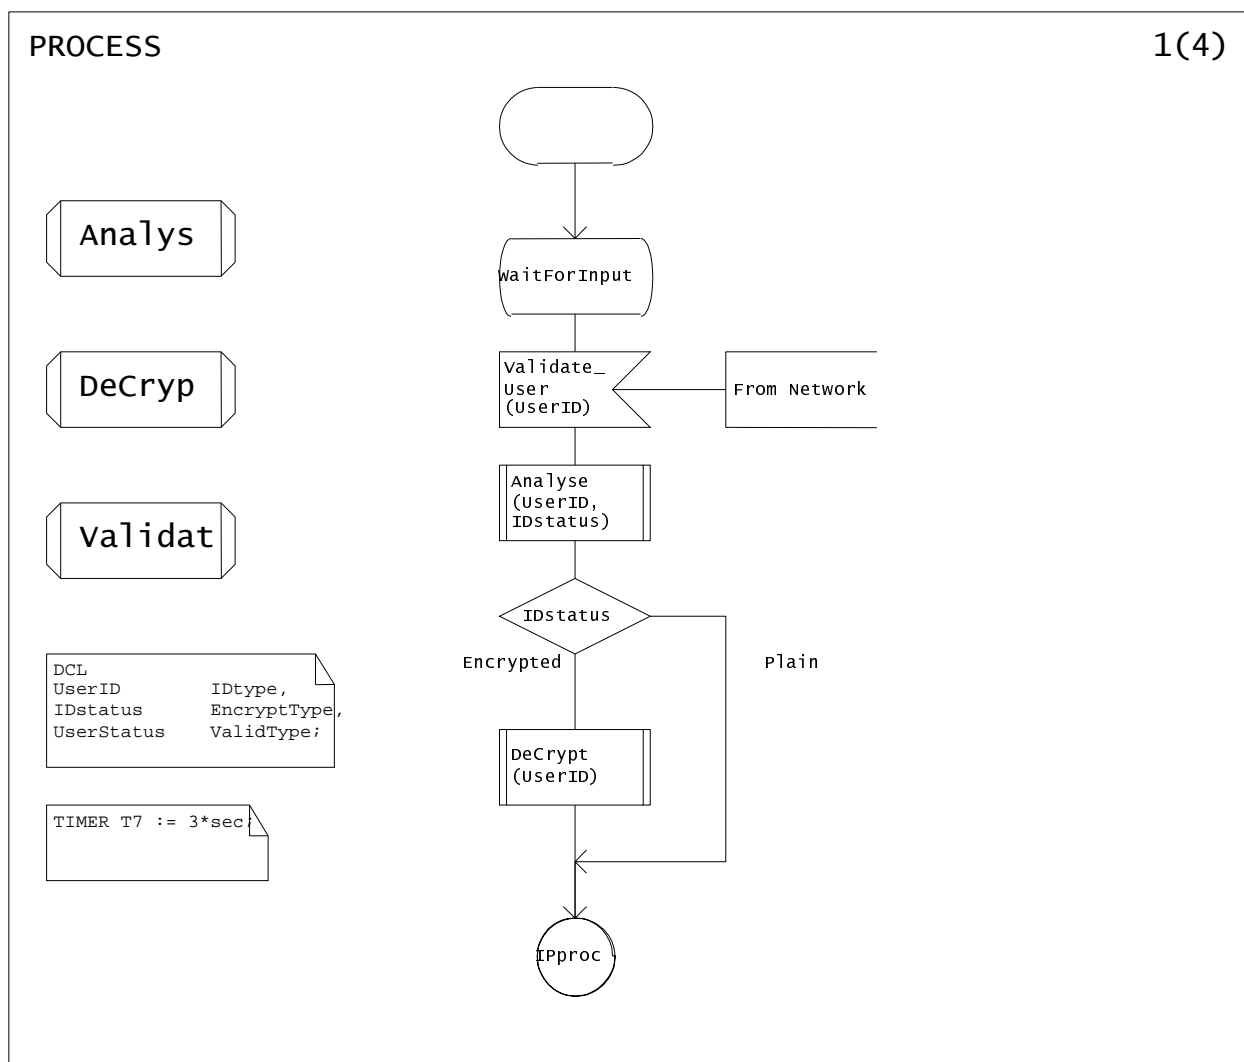 PROCESS
1(4)
Analys
DeCryp
Validat
DCL
UserID IDtype,
IDstatus EncryptType,
UserStatus ValidType;
TIMER T7 := 3*sec;
WaitForInput
Validate_
User
(UserID)
From Network
Analyse
(UserID,
IDstatus)
IDstatus
Encrypted
Plain
DeCrypt
(UserID)
IPproc